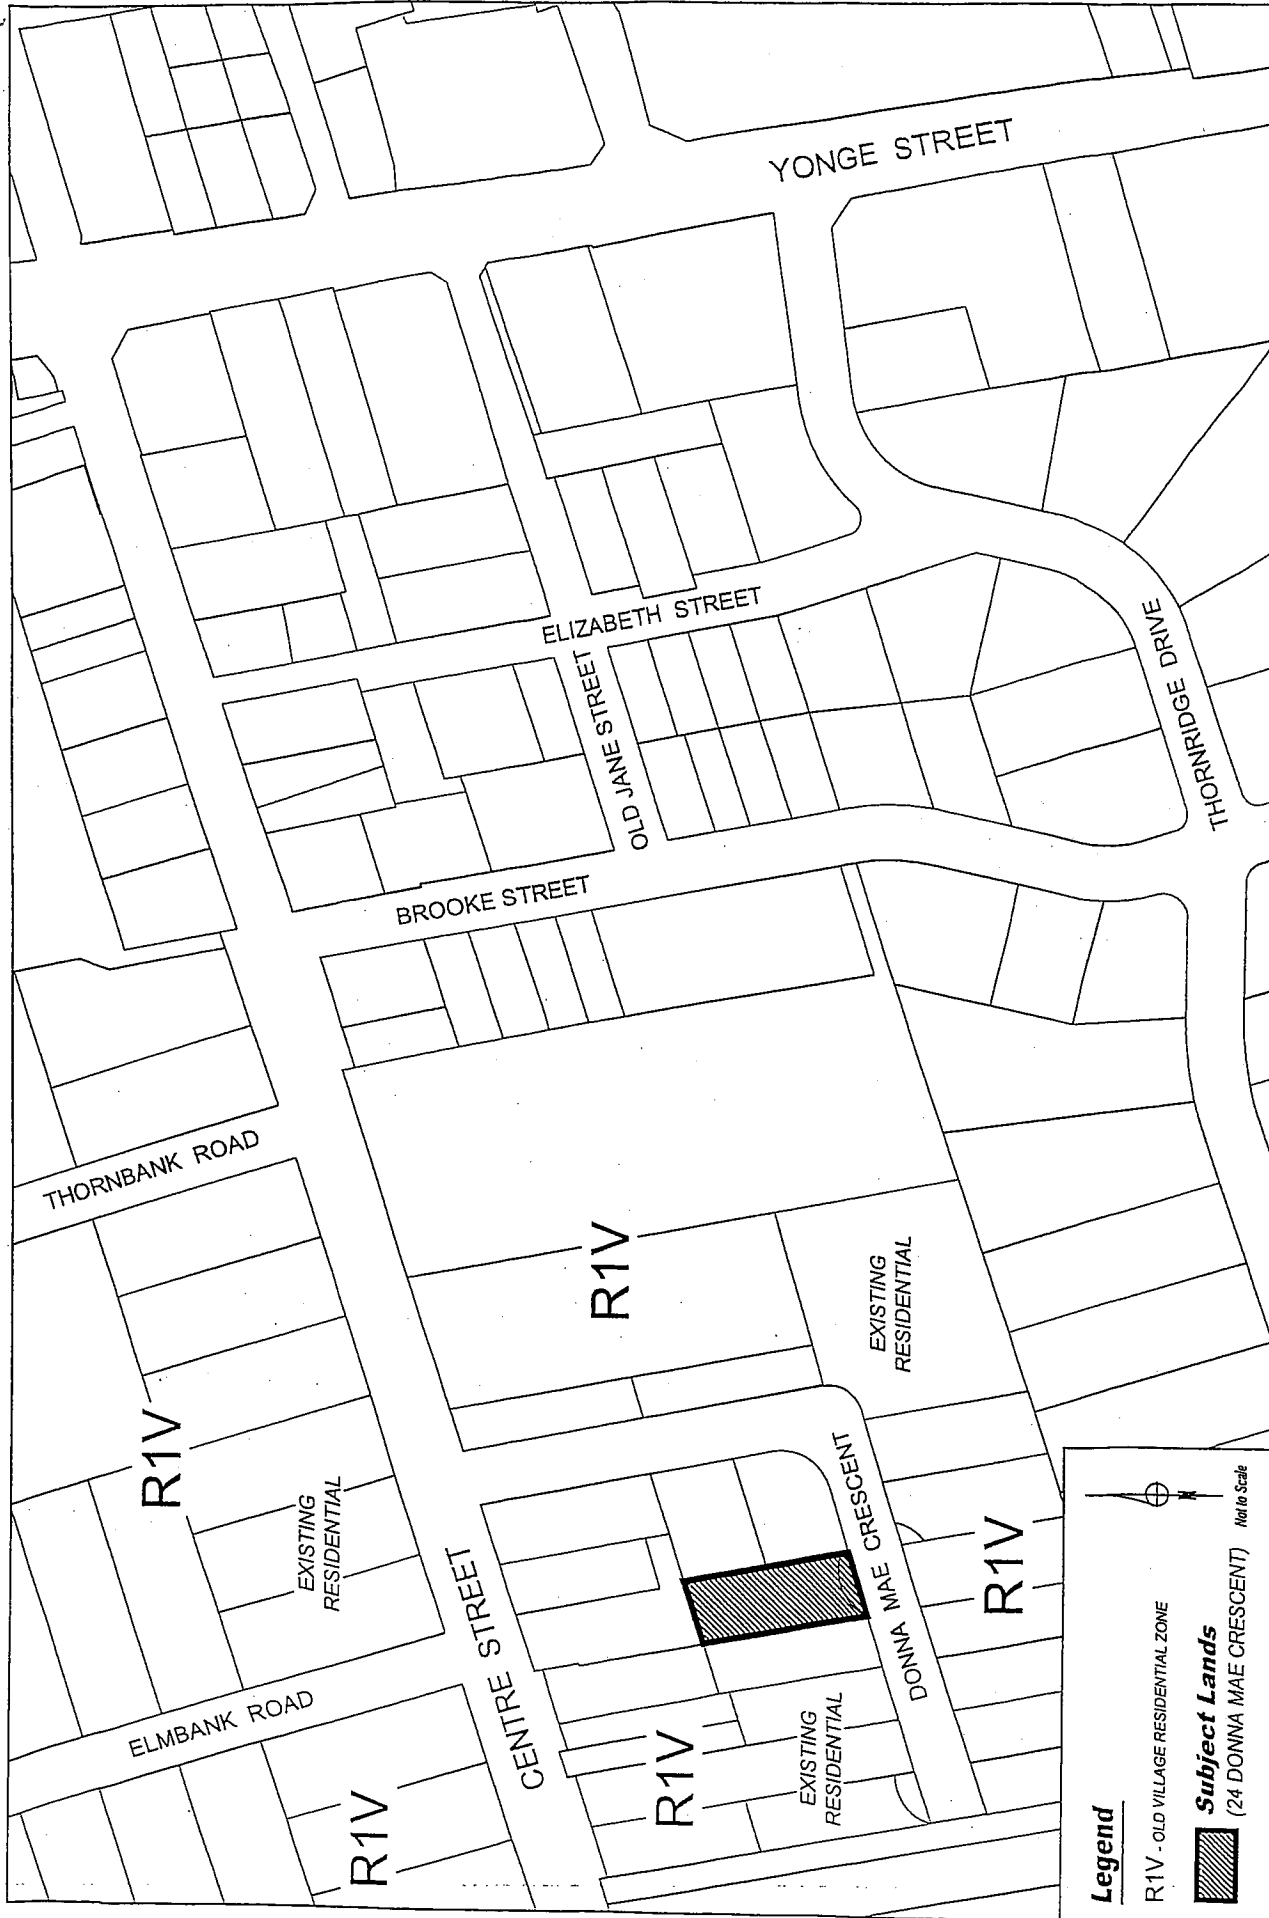 YONGE STREET
ELIZABETH STREET
OLD JANE STREET
THORNRIDGE DRIVE
BROOKE STREET
THORNBANK ROAD
R1V
EXISTING
RESIDENTIAL
R1V
EXISTING
RESIDENTIAL
DONNA MAE CRESCENT
R1V
CENTRE STREET
ELMBANK ROAD
R1V
R1V
EXISTING
RESIDENTIAL
Legend
R1V - OLD VILLAGE RESIDENTIAL ZONE
Subject Lands
(24 DONNA MAE CRESCENT)
N
Not to Scale